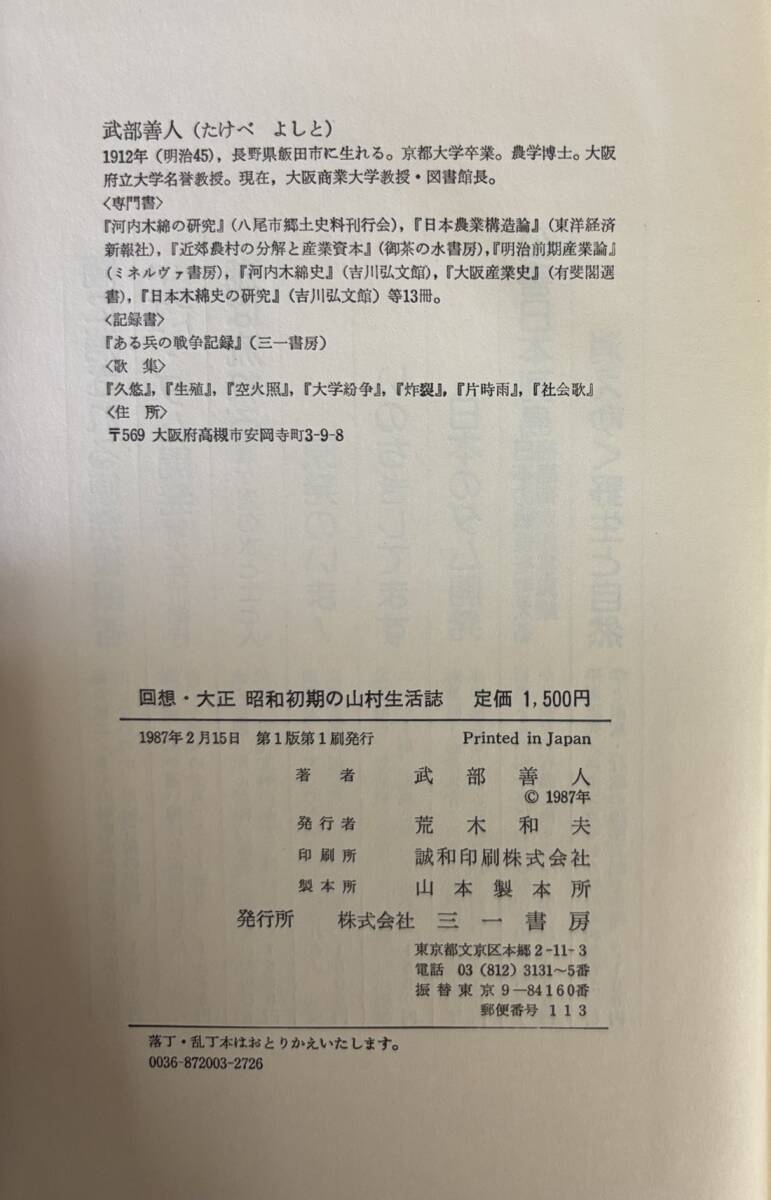 武部善人(たけべ　よしと)
1912年(明治45)，長野県飯田市に生れる。京都大学卒業。農学博士。大阪
府立大学名誉教授。現在，大阪商業大学教授・図書館長。
〈専門書〉
『河内木綿の研究』(八尾市郷土史料刊行会)，『日本農業構造論』(東洋経済
新報社)，『近郊農村の分解と産業資本』(御茶の水書房)，『明治前期産業論』
(ミネルヴァ書房)，『河内木綿史』(吉川弘文館)，『大阪産業史』(有斐閣選
書)，『日本木綿史の研究』(吉川弘文館) 等13冊。
〈記録書〉
『ある兵の戦争記録』(三一書房)
〈歌　集〉
『久悠』，『生殖』，『空火照』，『大学紛争』，『炸裂』，『片時雨』，『社会歌』
〈住　所〉
〒569 大阪府高槻市安岡寺町3-9-8
回想・大正 昭和初期の山村生活誌　定価 1,500円
1987年2月15日　第1版第1刷発行　Printed in Japan
著　者　武　部　善　人
© 1987年
発行者　荒　木　和　夫
印刷所　誠和印刷株式会社
製本所　山　本　製　本　所
発行所　株式会社　三　一　書　房
東京都文京区本郷2-11-3
電話 03 (812) 3131〜5番
振替東京 9―84160番
郵便番号 113
落丁・乱丁本はおとりかえいたします。
0036-872003-2726